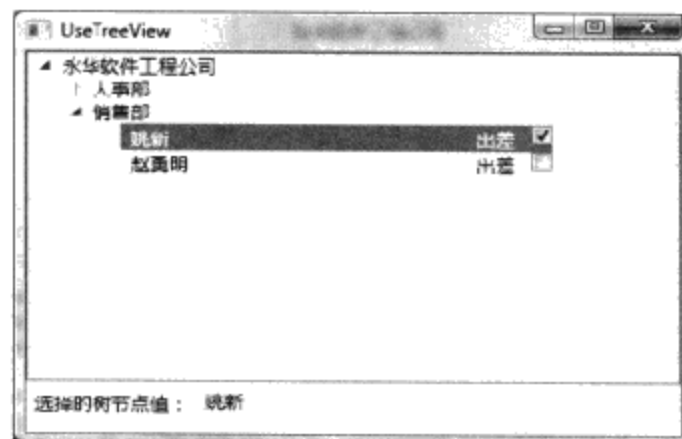 UseTreeView
永华软件工程公司
人事部
销售部
姚新 出差
赵勇明 出差
选择的树节点值： 姚新